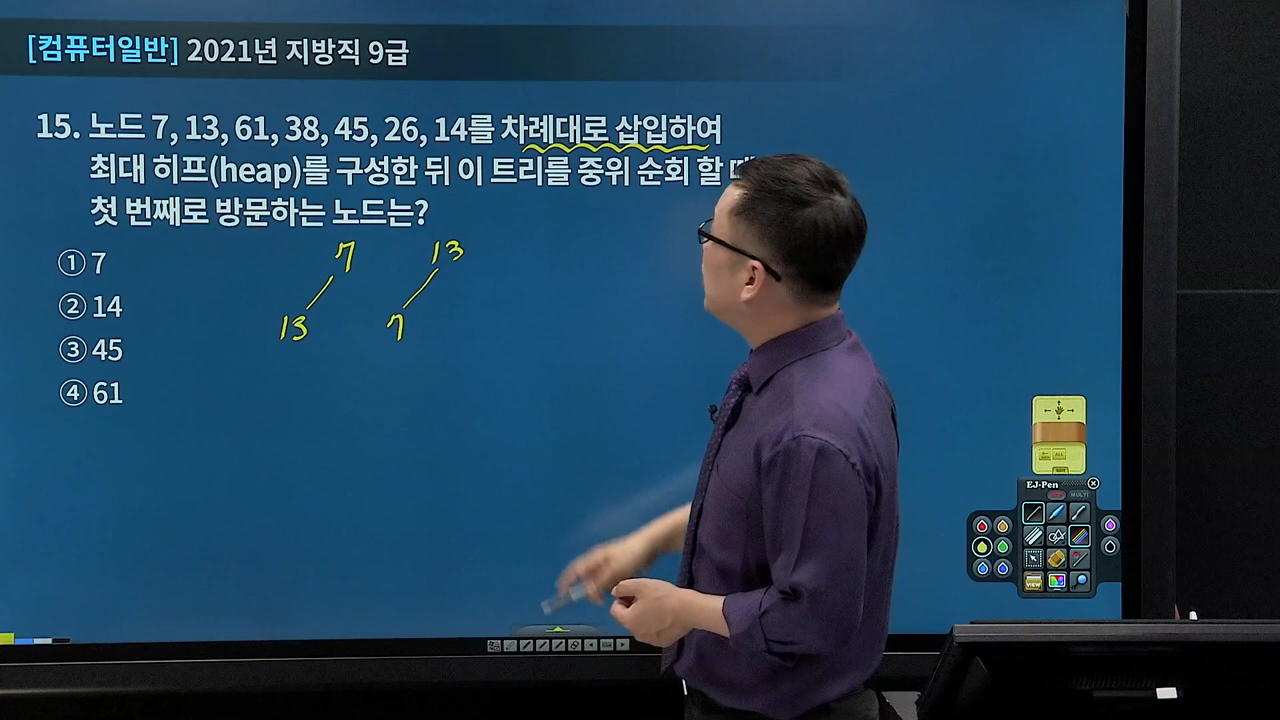 [컴퓨터일반] 2021년 지방직 9급
15. 노드 7, 13, 61, 38, 45, 26, 14를 차례대로 삽입하여
최대 히프(heap)를 구성한 뒤 이 트리를 중위 순회 할
첫 번째로 방문하는 노드는?
① 7
② 14
③ 45
④ 61
7 13
13 7
EJ-Pen
MULTI
VIEW